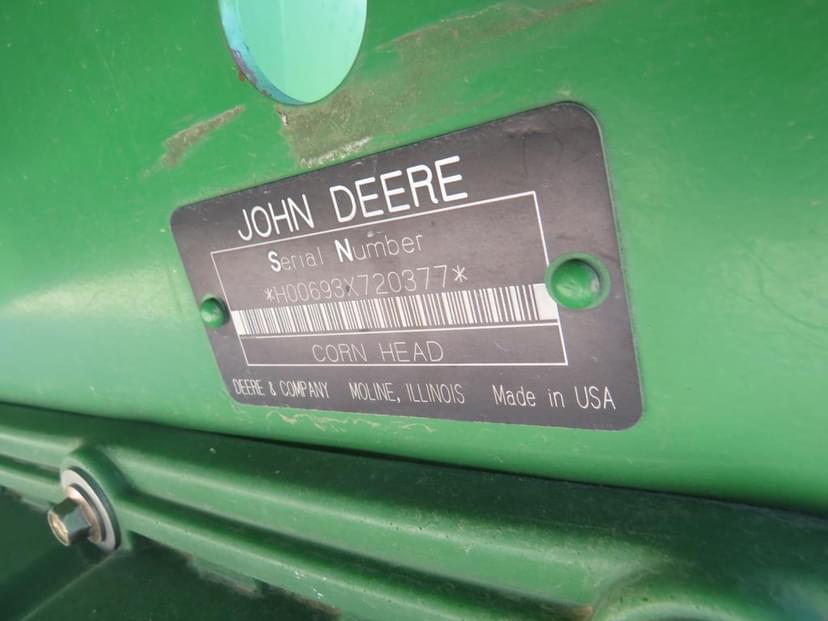 JOHN DEERE
Serial Number
*H00693X720377*
CORN HEAD
DEERE & COMPANY MOLINE, ILLINOIS Made in USA